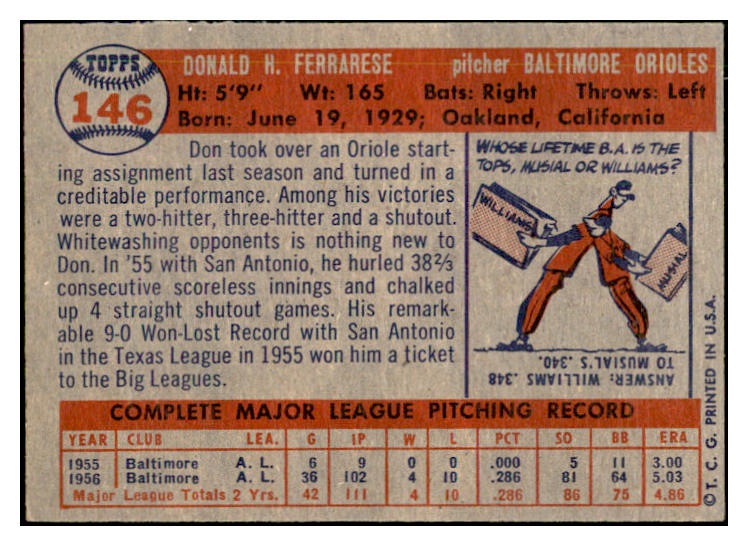 TOPPS
146
DONALD H. FERRARESE pitcher BALTIMORE ORIOLES
Ht: 5'9" Wt: 165 Bats: Right Throws: Left
Born: June 19, 1929; Oakland, California
Don took over an Oriole start-
ing assignment last season and turned in a
creditable performance. Among his victories
were a two-hitter, three-hitter and a shutout.
Whitewashing opponents is nothing new to
Don. In '55 with San Antonio, he hurled 38⅔
consecutive scoreless innings and chalked
up 4 straight shutout games. His remark-
able 9-0 Won-Lost Record with San Antonio
in the Texas League in 1955 won him a ticket
to the Big Leagues.
WHOSE LIFETIME B.A. IS THE
TOPS, MUSIAL OR WILLIAMS?
WILLIAMS
MUSIAL
ANSWER: WILLIAMS .348
TO MUSIAL'S .340.
COMPLETE MAJOR LEAGUE PITCHING RECORD
YEAR CLUB LEA. G IP W L PCT SO BB ERA
1955 Baltimore A. L. 6 9 0 0 .000 5 11 3.00
1956 Baltimore A. L. 36 102 4 10 .286 81 64 5.03
Major League Totals 2 Yrs. 42 111 4 10 .286 86 75 4.86
© T. C. G. PRINTED IN U.S.A.